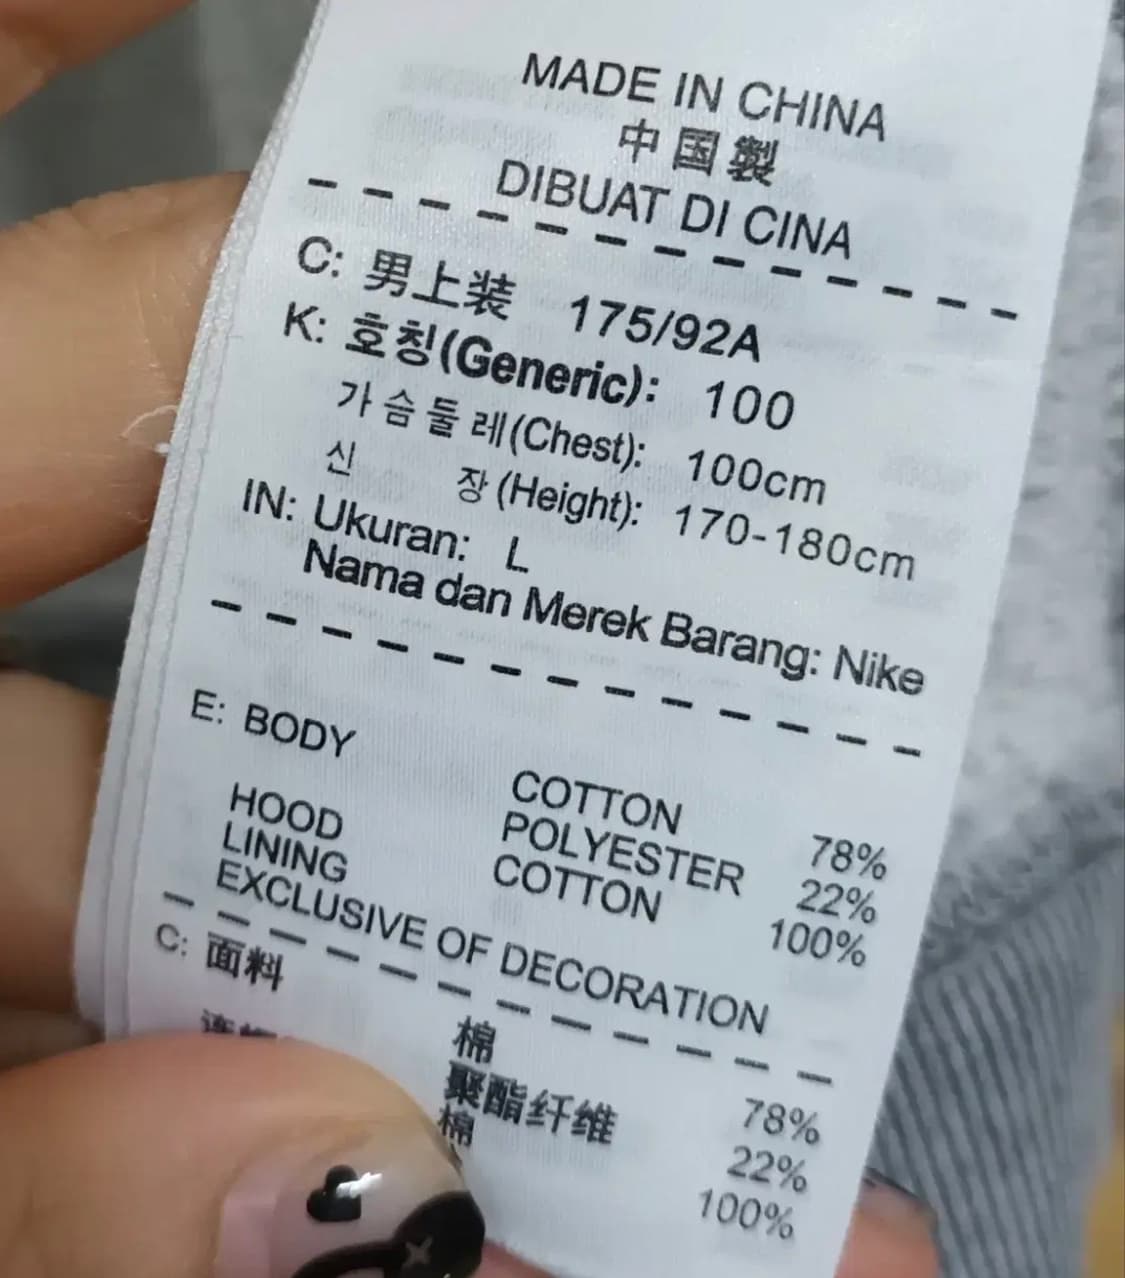 MADE IN CHINA
中国製
DIBUAT DI CINA
C: 男上装 175/92A
K: 호칭(Generic): 100
가슴둘레(Chest): 100cm
신 장(Height): 170-180cm
IN: Ukuran: L
Nama dan Merek Barang: Nike
E: BODY COTTON 78%
POLYESTER 22%
HOOD LINING COTTON 100%
EXCLUSIVE OF DECORATION
C: 面料 棉 78%
聚酯纤维 22%
棉 100%